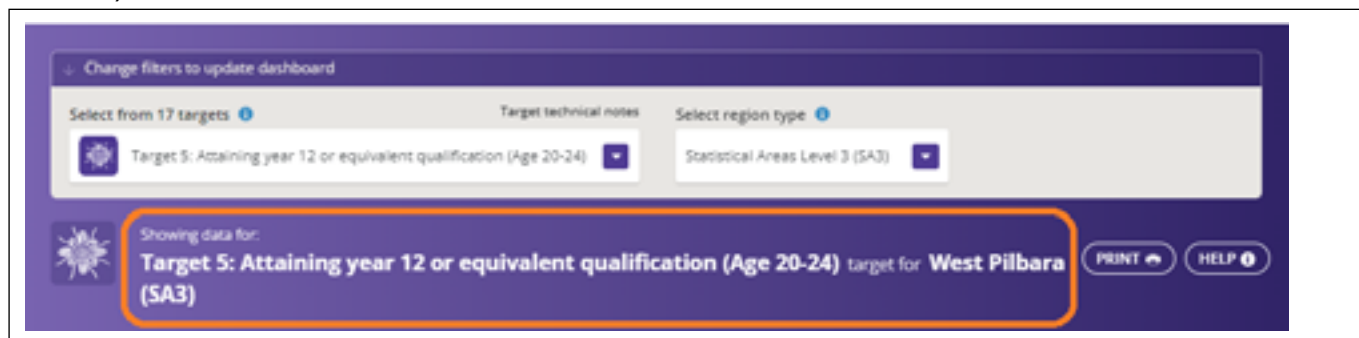 Change filters to update dashboard
Select from 17 targets Target technical notes Select region type
Target 5: Attaining year 12 or equivalent qualification (Age 20-24) Statistical Areas Level 3 (SA3)
Showing data for:
Target 5: Attaining year 12 or equivalent qualification (Age 20-24) target for West Pilbara
(SA3)
PRINT HELP